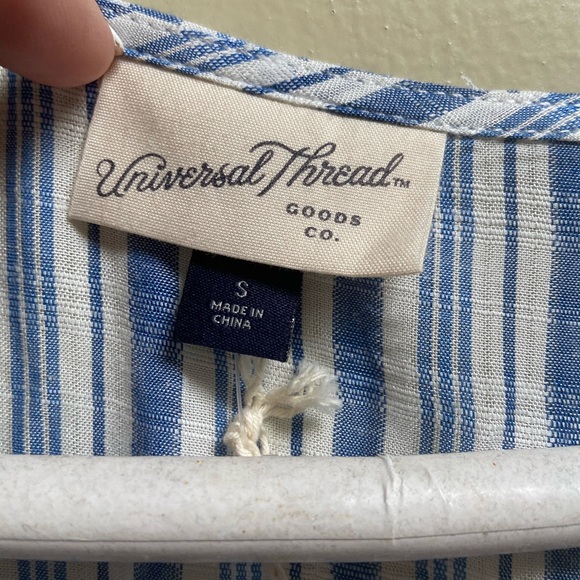 Universal Thread™
GOODS
CO.
S
MADE IN
CHINA